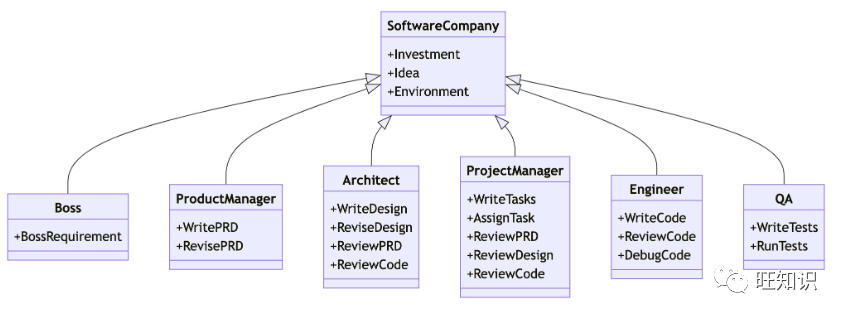 SoftwareCompany
+Investment
+Idea
+Environment
Boss
+BossRequirement
ProductManager
+WritePRD
+RevisePRD
Architect
+WriteDesign
+ReviseDesign
+ReviewPRD
+ReviewCode
ProjectManager
+WriteTasks
+AssignTask
+ReviewPRD
+ReviewDesign
+ReviewCode
Engineer
+WriteCode
+ReviewCode
+DebugCode
QA
+WriteTests
+RunTests
旺知识